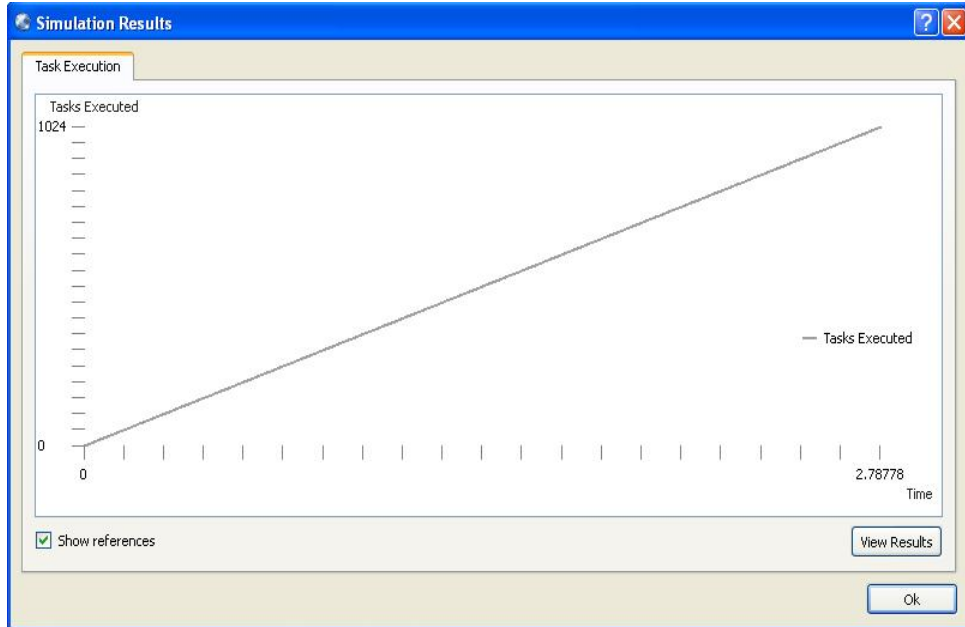 Simulation Results
Task Execution
Tasks Executed
1024
0
0
2.78778
Time
Tasks Executed
Show references
View Results
Ok